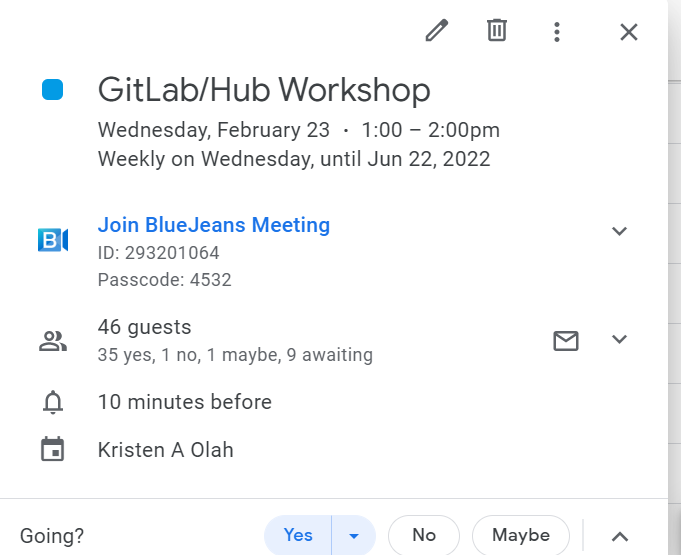 GitLab/Hub Workshop
Wednesday, February 23 · 1:00 – 2:00pm
Weekly on Wednesday, until Jun 22, 2022
B
Join BlueJeans Meeting
ID: 293201064
Passcode: 4532
46 guests
35 yes, 1 no, 1 maybe, 9 awaiting
10 minutes before
Kristen A Olah
Going? Yes No Maybe